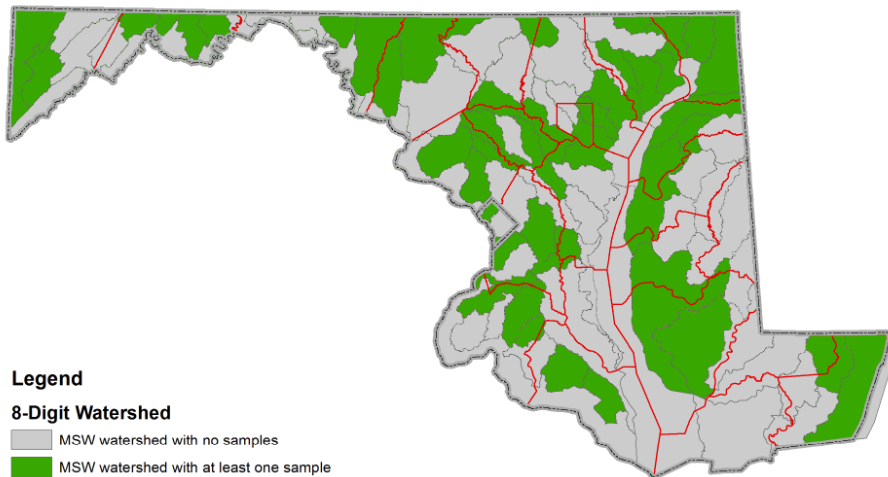 Legend
8-Digit Watershed
MSW watershed with no samples
MSW watershed with at least one sample